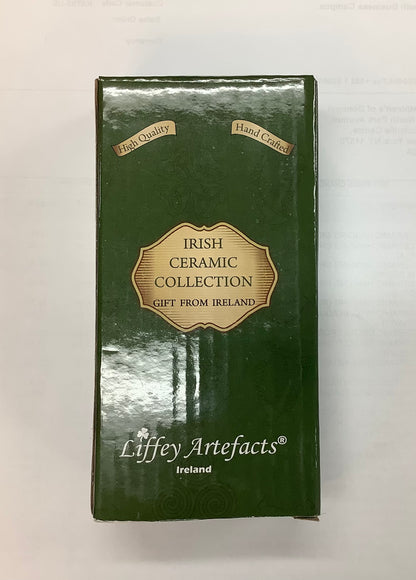 High Quality
Hand Crafted
IRISH
CERAMIC
COLLECTION
GIFT FROM IRELAND
Liffey Artefacts®
Ireland